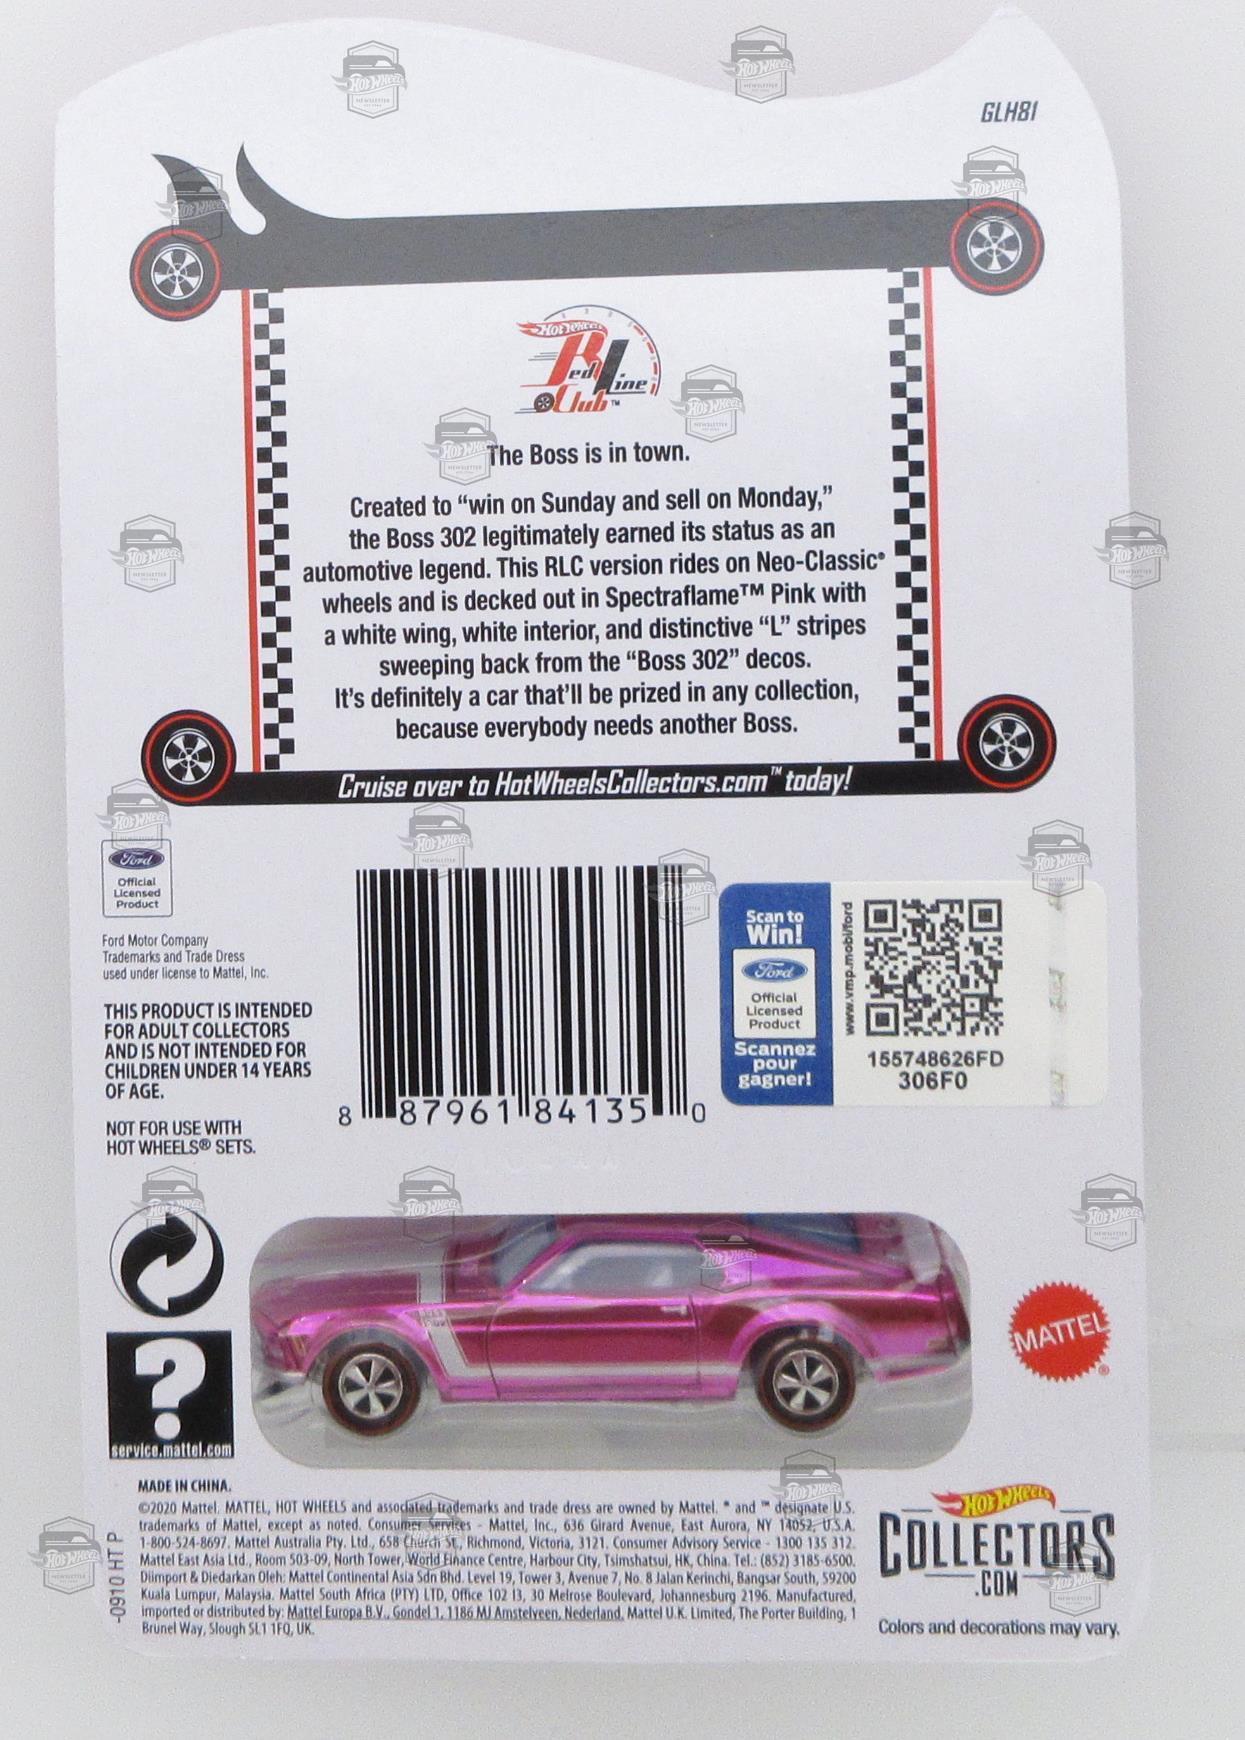 GLH81
Hot Wheels
Red Line
Club™
The Boss is in town.
Created to “win on Sunday and sell on Monday,”
the Boss 302 legitimately earned its status as an
automotive legend. This RLC version rides on Neo-Classic®
wheels and is decked out in Spectraflame™ Pink with
a white wing, white interior, and distinctive “L” stripes
sweeping back from the “Boss 302” decos.
It’s definitely a car that’ll be prized in any collection,
because everybody needs another Boss.
Cruise over to HotWheelsCollectors.com™ today!
Ford
Official
Licensed
Product
Ford Motor Company
Trademarks and Trade Dress
used under license to Mattel, Inc.
THIS PRODUCT IS INTENDED
FOR ADULT COLLECTORS
AND IS NOT INTENDED FOR
CHILDREN UNDER 14 YEARS
OF AGE.
NOT FOR USE WITH
HOT WHEELS® SETS.
8 87961 84135 0
Scan to
Win!
Ford
Official
Licensed
Product
Scannez
pour
gagner!
www.vmp.mobi/ford
155748626FD
306F0
MATTEL®
?
service.mattel.com
MADE IN CHINA.
©2020 Mattel. MATTEL, HOT WHEELS and associated trademarks and trade dress are owned by Mattel. ® and ™ designate U.S.
trademarks of Mattel, except as noted. Consumer Services - Mattel, Inc., 636 Girard Avenue, East Aurora, NY 14052, U.S.A.
1-800-524-8697. Mattel Australia Pty. Ltd., 658 Church St., Richmond, Victoria, 3121. Consumer Advisory Service - 1300 135 312.
Mattel East Asia Ltd., Room 503-09, North Tower, World Finance Centre, Harbour City, Tsimshatsui, HK, China. Tel.: (852) 3185-6500.
Diimport & Diedarkan Oleh: Mattel Continental Asia Sdn Bhd. Level 19, Tower 3, Avenue 7, No. 8 Jalan Kerinchi, Bangsar South, 59200
Kuala Lumpur, Malaysia. Mattel South Africa (PTY) LTD, Office 102 I3, 30 Melrose Boulevard, Johannesburg 2196. Manufactured,
imported or distributed by: Mattel Europa B.V., Gondel 1, 1186 MJ Amstelveen, Nederland. Mattel U.K. Limited, The Porter Building, 1
Brunel Way, Slough SL1 1FQ, UK.
-0910 HT P
HOT WHEELS
COLLECTORS
.COM
Colors and decorations may vary.